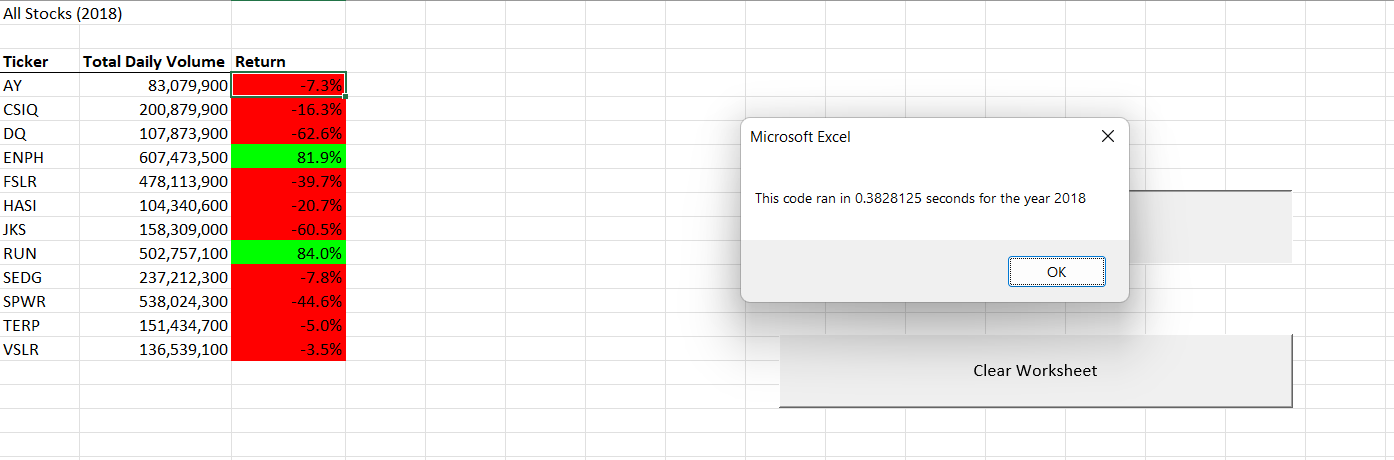 All Stocks (2018)
Ticker Total Daily Volume Return
AY 83,079,900 -7.3%
CSIQ 200,879,900 -16.3%
DQ 107,873,900 -62.6%
ENPH 607,473,500 81.9%
FSLR 478,113,900 -39.7%
HASI 104,340,600 -20.7%
JKS 158,309,000 -60.5%
RUN 502,757,100 84.0%
SEDG 237,212,300 -7.8%
SPWR 538,024,300 -44.6%
TERP 151,434,700 -5.0%
VSLR 136,539,100 -3.5%
Microsoft Excel
This code ran in 0.3828125 seconds for the year 2018
OK
Clear Worksheet